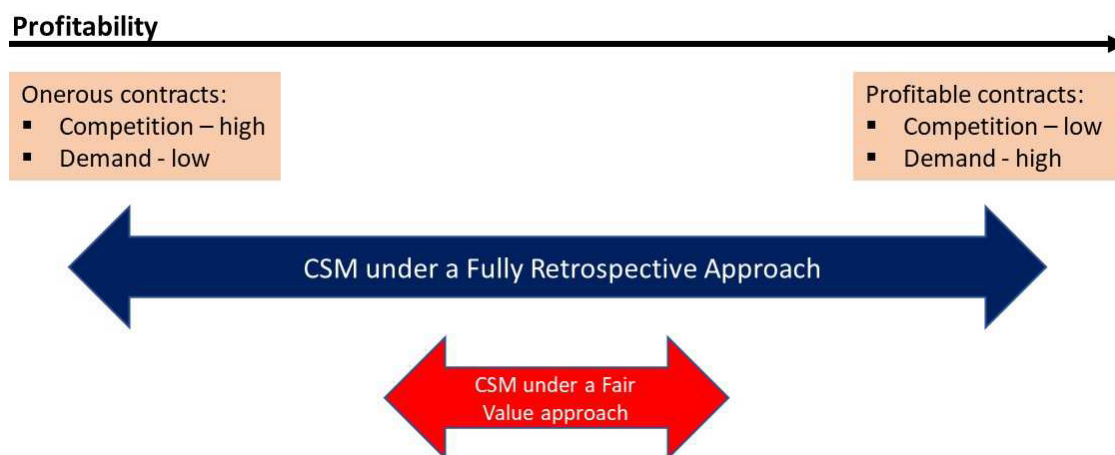 Profitability
Onerous contracts:
▪ Competition – high
▪ Demand - low
Profitable contracts:
▪ Competition – low
▪ Demand - high
CSM under a Fully Retrospective Approach
CSM under a Fair
Value approach